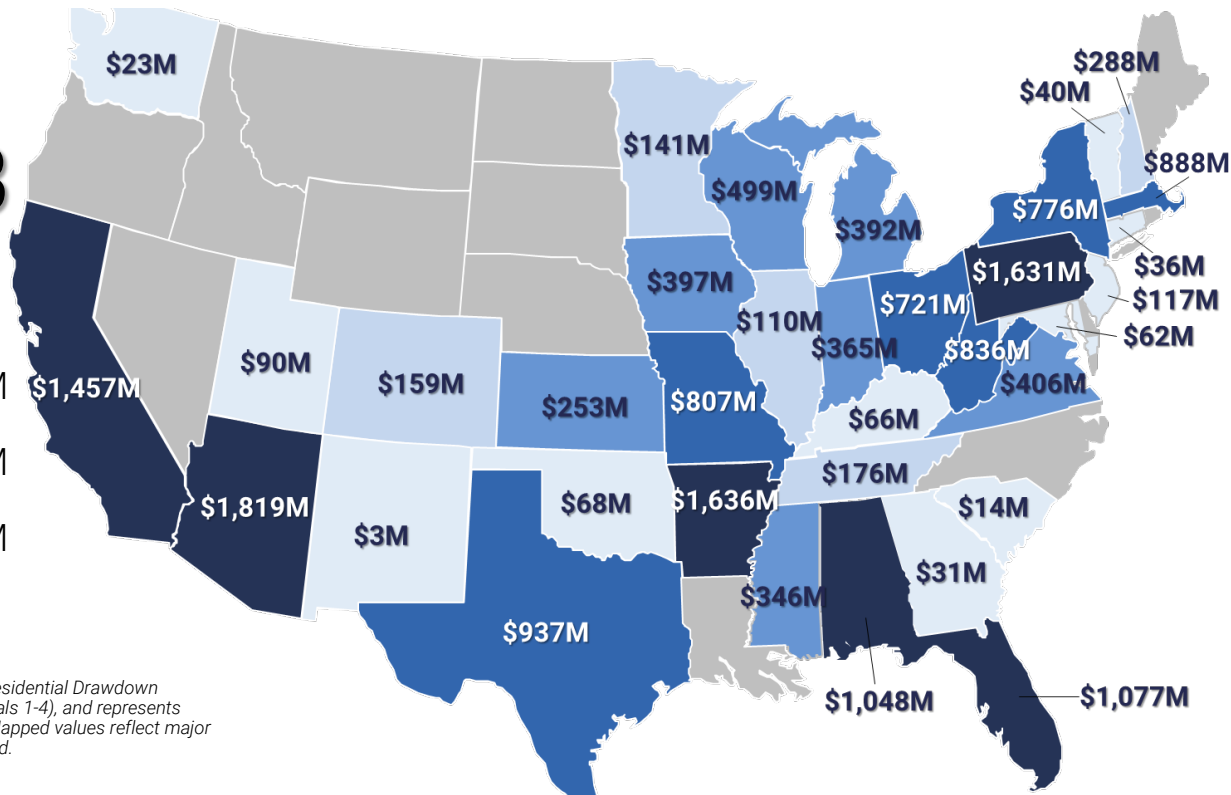 $23M
$288M
$40M
$141M
$888M
$499M
$776M
$392M
$1,631M
$36M
$397M
$721M
$117M
$110M
$62M
$365M
$836M
$90M
$159M
$406M
$1,457M
M
$253M
$807M
$66M
M
$176M
$1,819M
$68M
$1,636M
$14M
$3M
M
$31M
$346M
$937M
esidential Drawdown
$1,048M
$1,077M
als 1-4), and represents
apped values reflect major
d.